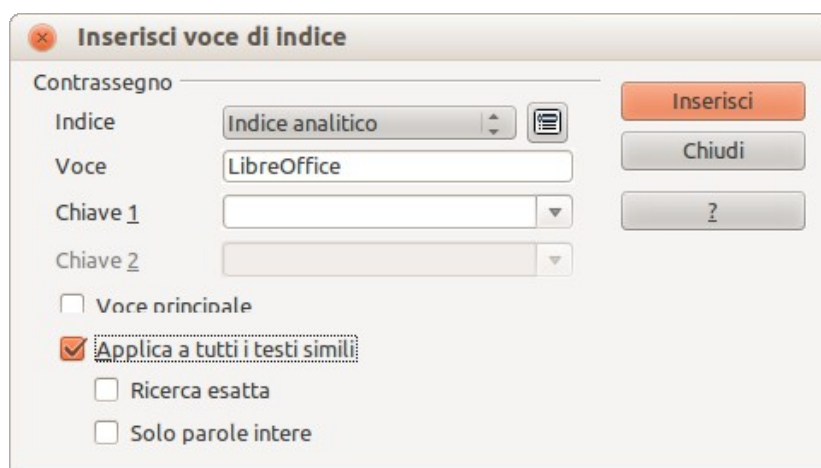 Inserisci voce di indice
Contrassegno
Inserisci
Indice
Indice analitico
Chiudi
Voce
LibreOffice
Chiave 1
?
Chiave 2
Voce principale
Applica a tutti i testi simili
Ricerca esatta
Solo parole intere